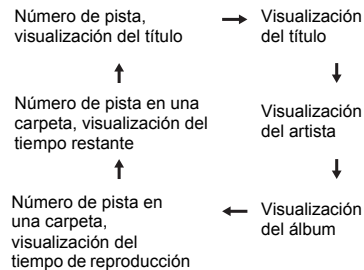 Número de pista,
visualización del título
Visualización
del título
Número de pista en una
carpeta, visualización del
tiempo restante
Visualización
del artista
Número de pista en
una carpeta,
visualización del
tiempo de reproducción
Visualización
del álbum